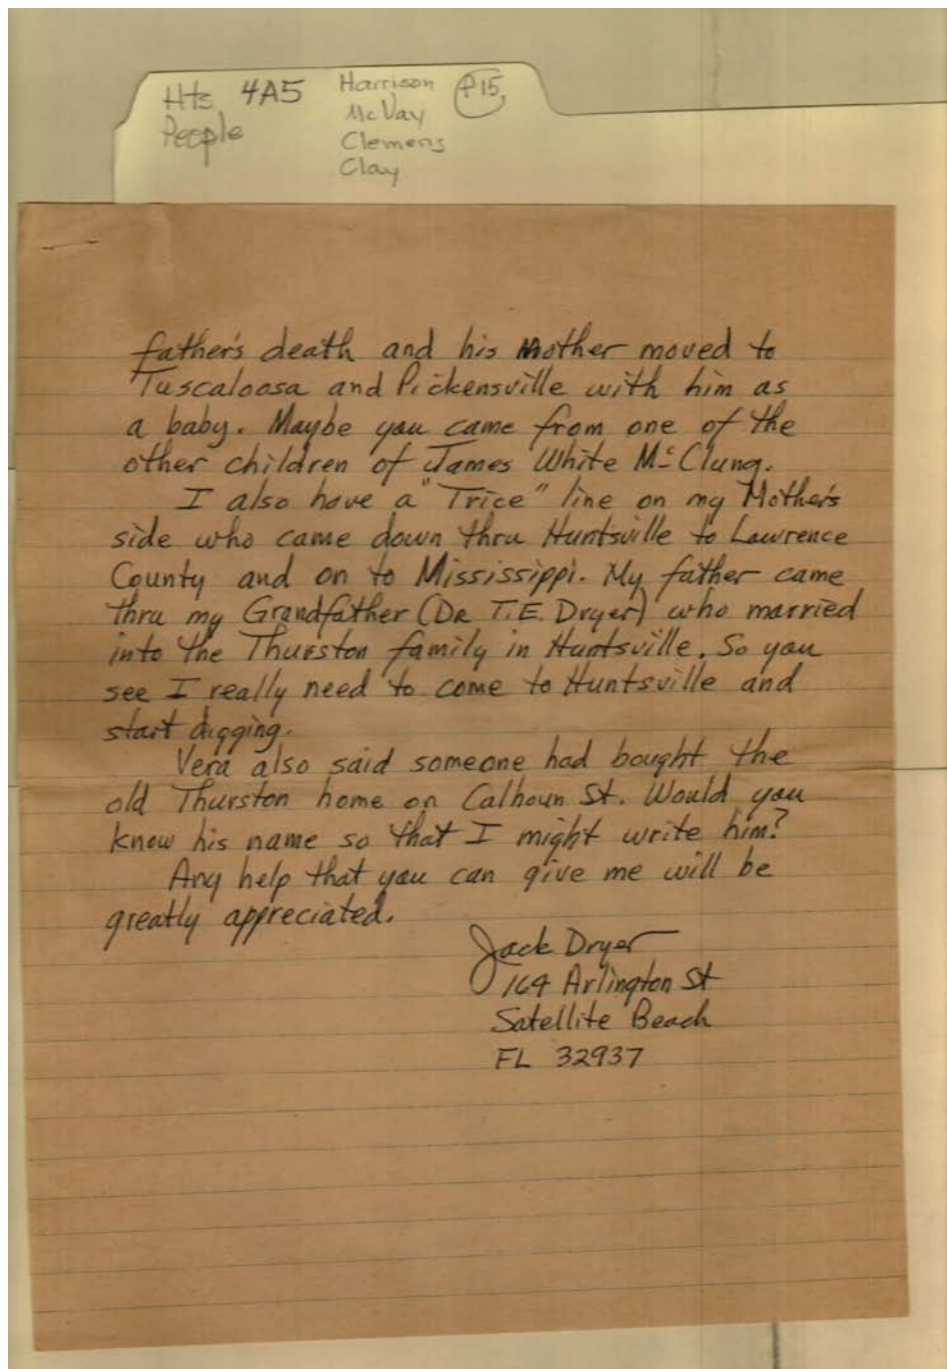 Hts 4A5
People
Harrison
McVay
Clemens
Clay
P15
father's death and his Mother moved to
Tuscaloosa and Pickensville with him as
a baby. Maybe you came from one of the
other children of James White McClung.
I also have a "Trice" line on my Mother's
side who came down thru Huntsville to Lawrence
County and on to Mississippi. My father came
thru my Grandfather (DR T.E. Dryer) who married
into the Thurston family in Huntsville. So you
see I really need to come to Huntsville and
start digging.
Vera also said someone had bought the
old Thurston home on Calhoun St. Would you
know his name so that I might write him?
Any help that you can give me will be
greatly appreciated.
Jack Dryer
164 Arlington St
Satellite Beach
FL 32937